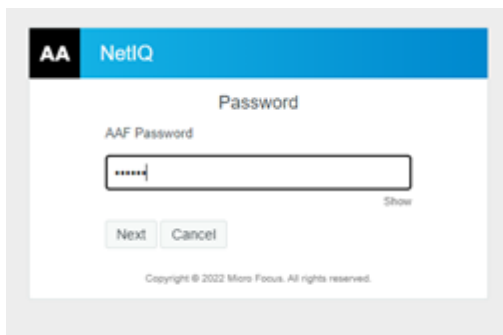 AA NetIQ
Password
AAF Password
••••••
Show
Next Cancel
Copyright © 2022 Micro Focus. All rights reserved.